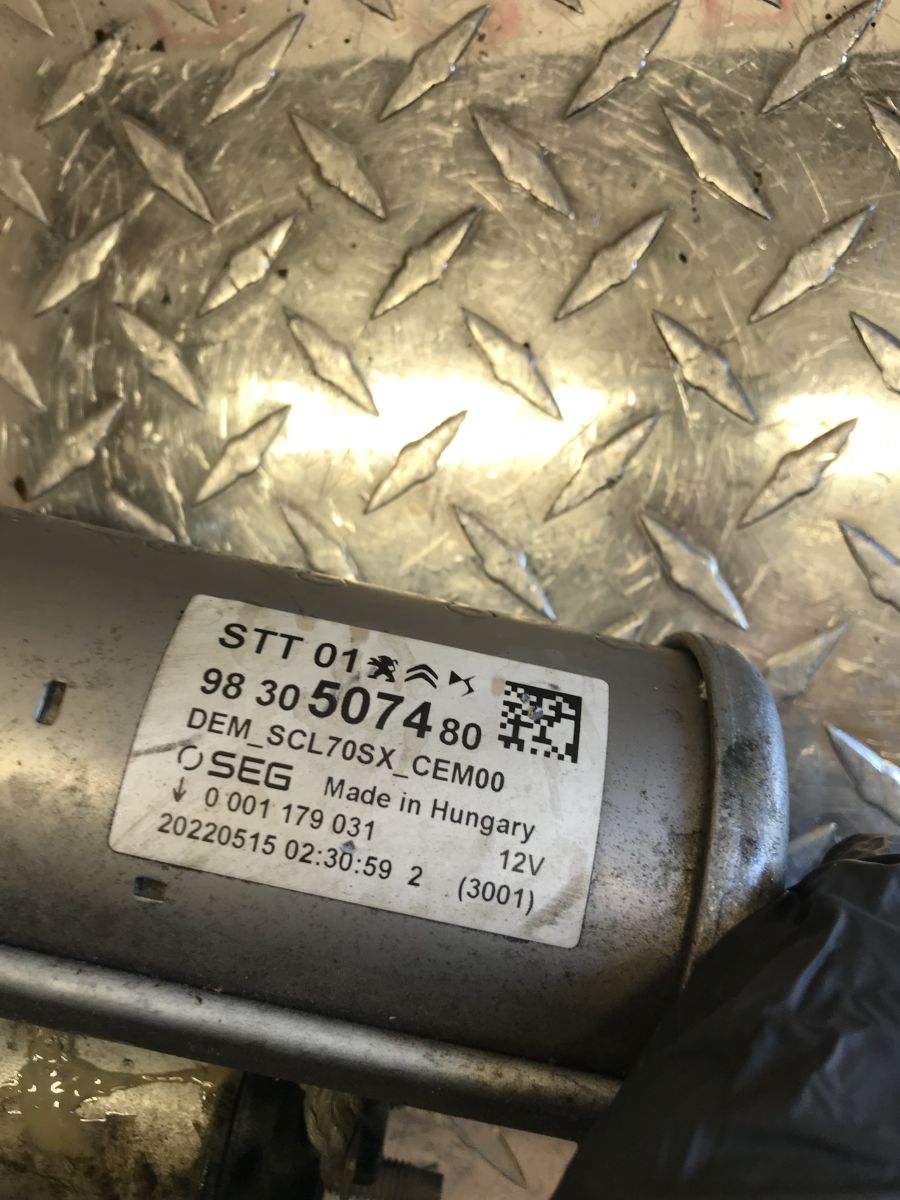 STT 01
98 30 5074 80
DEM_SCL70SX_CEM00
SEG Made in Hungary
0 001 179 031 12V
20220515 02:30:59 2 (3001)